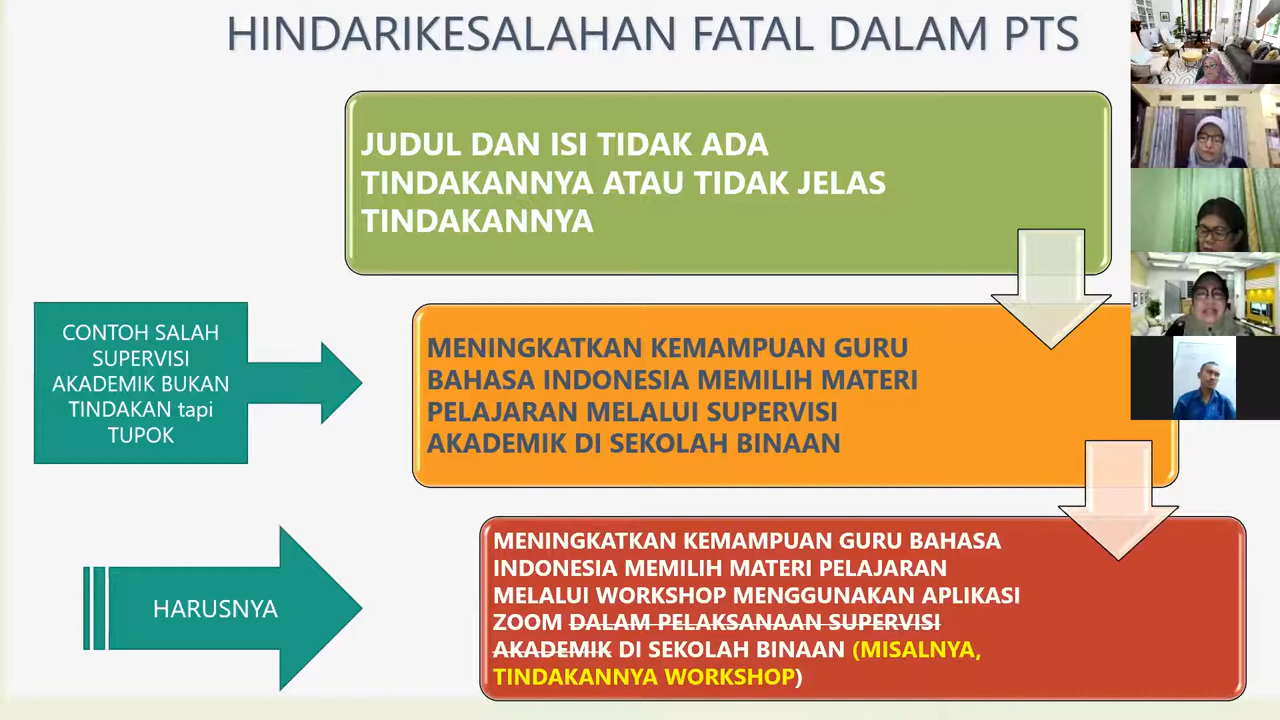 HINDARIKESALAHAN FATAL DALAM PTS
JUDUL DAN ISI TIDAK ADA
TINDAKANNYA ATAU TIDAK JELAS
TINDAKANNYA
CONTOH SALAH
SUPERVISI
AKADEMIK BUKAN
TINDAKAN tapi
TUPOK
MENINGKATKAN KEMAMPUAN GURU
BAHASA INDONESIA MEMILIH MATERI
PELAJARAN MELALUI SUPERVISI
AKADEMIK DI SEKOLAH BINAAN
HARUSNYA
MENINGKATKAN KEMAMPUAN GURU BAHASA
INDONESIA MEMILIH MATERI PELAJARAN
MELALUI WORKSHOP MENGGUNAKAN APLIKASI
ZOOM DALAM PELAKSANAAN SUPERVISI
AKADEMIK DI SEKOLAH BINAAN (MISALNYA,
TINDAKANNYA WORKSHOP)